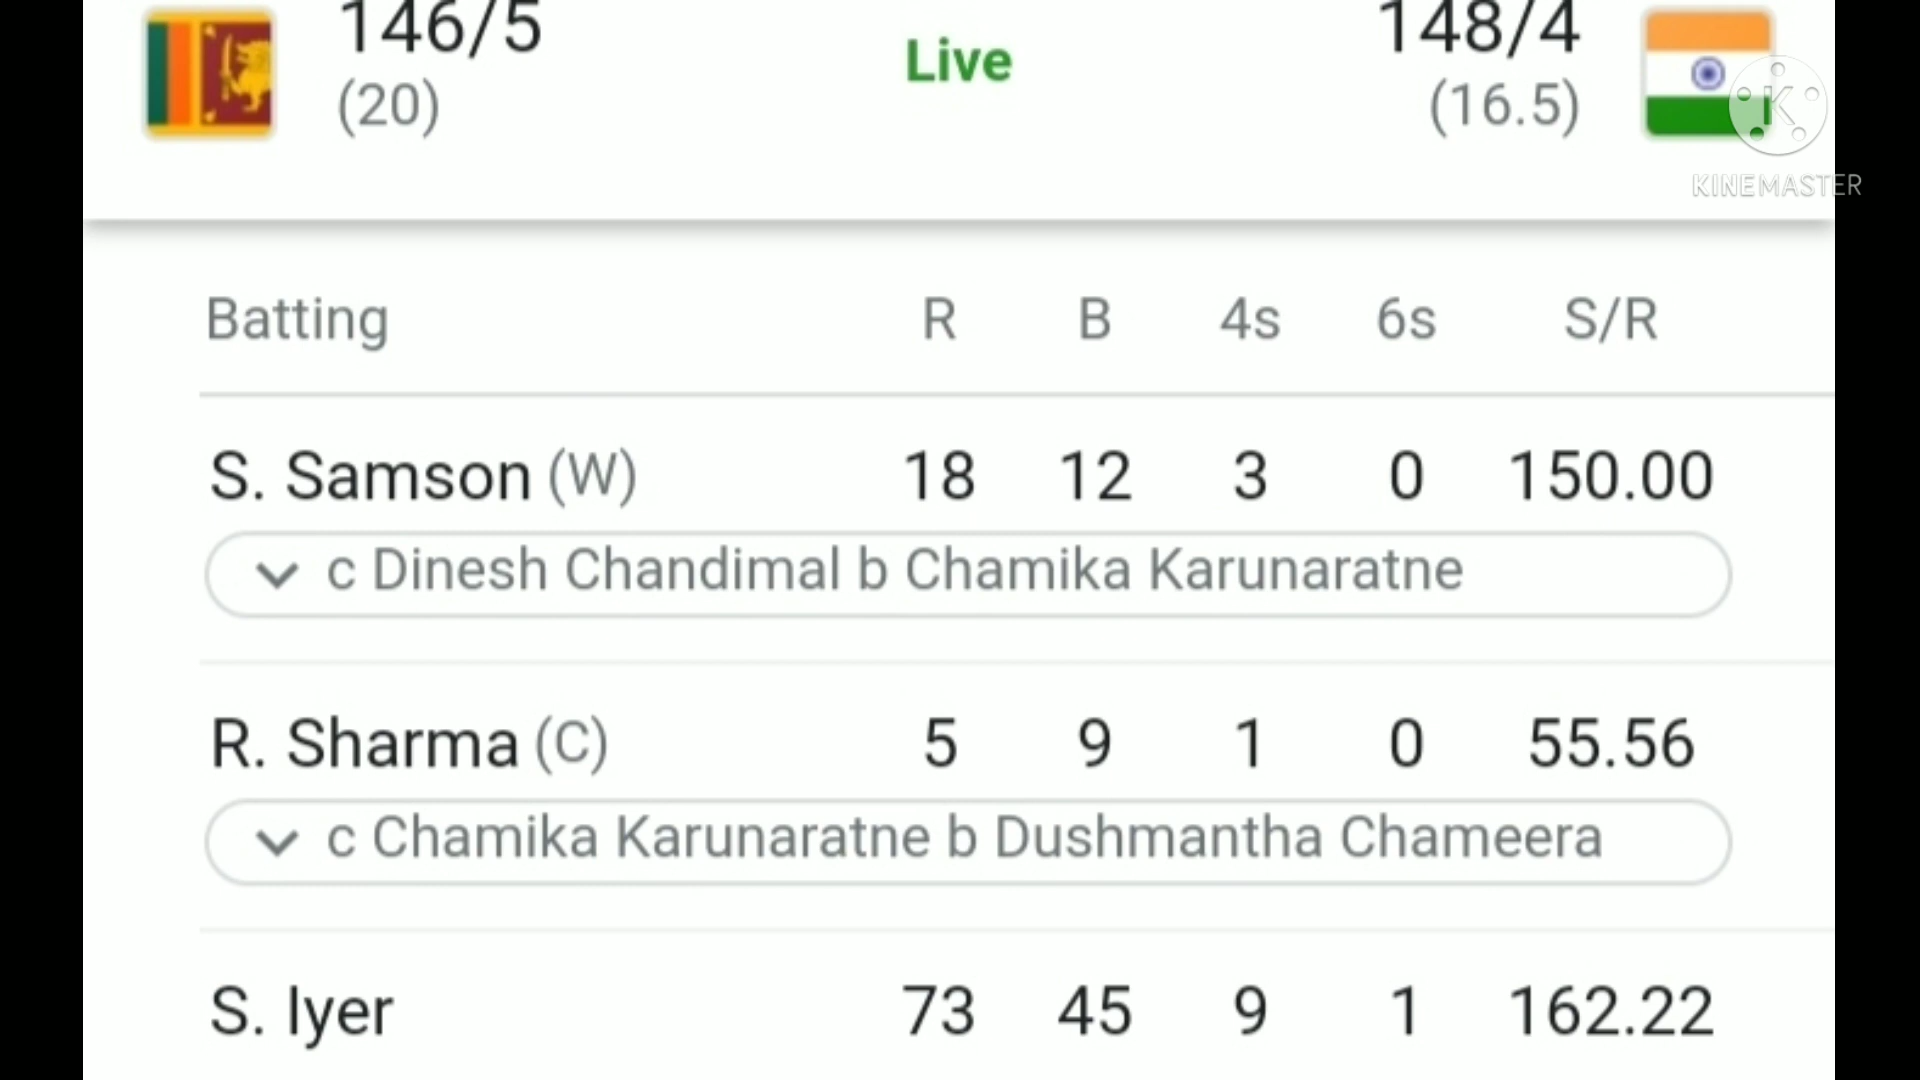 146/5
(20)
Live
148/4
(16.5)
K
KINEMASTER
Batting R B 4s 6s S/R
S. Samson (W) 18 12 3 0 150.00
c Dinesh Chandimal b Chamika Karunaratne
R. Sharma (C) 5 9 1 0 55.56
c Chamika Karunaratne b Dushmantha Chameera
S. Iyer 73 45 9 1 162.22